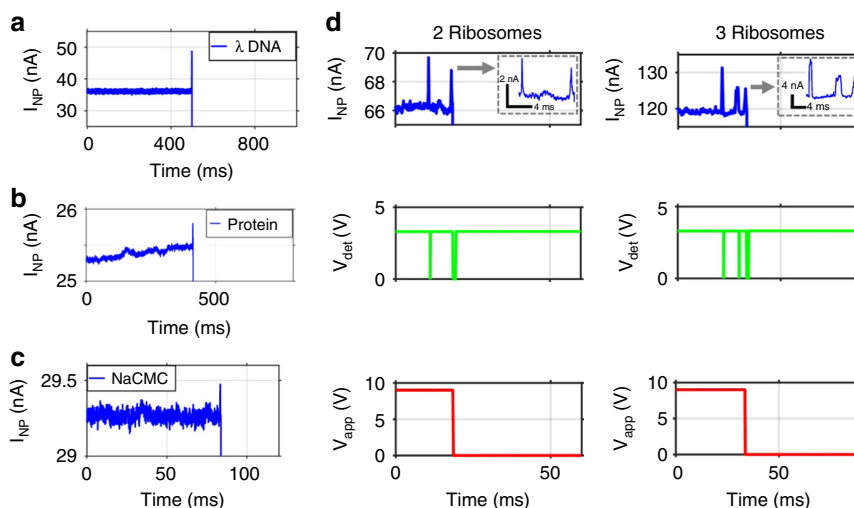 a
λ DNA
50
40
30
I_NP (nA)
0
400
800
Time (ms)
b
Protein
26
25
I_NP (nA)
0
500
Time (ms)
c
NaCMC
29.5
29
I_NP (nA)
0
50
100
Time (ms)
d
2 Ribosomes
70
68
66
I_NP (nA)
2 nA
4 ms
3 Ribosomes
130
120
I_NP (nA)
4 nA
4 ms
5
0
V_det (V)
5
0
V_det (V)
10
5
0
V_app (V)
0
50
Time (ms)
10
5
0
V_app (V)
0
50
Time (ms)